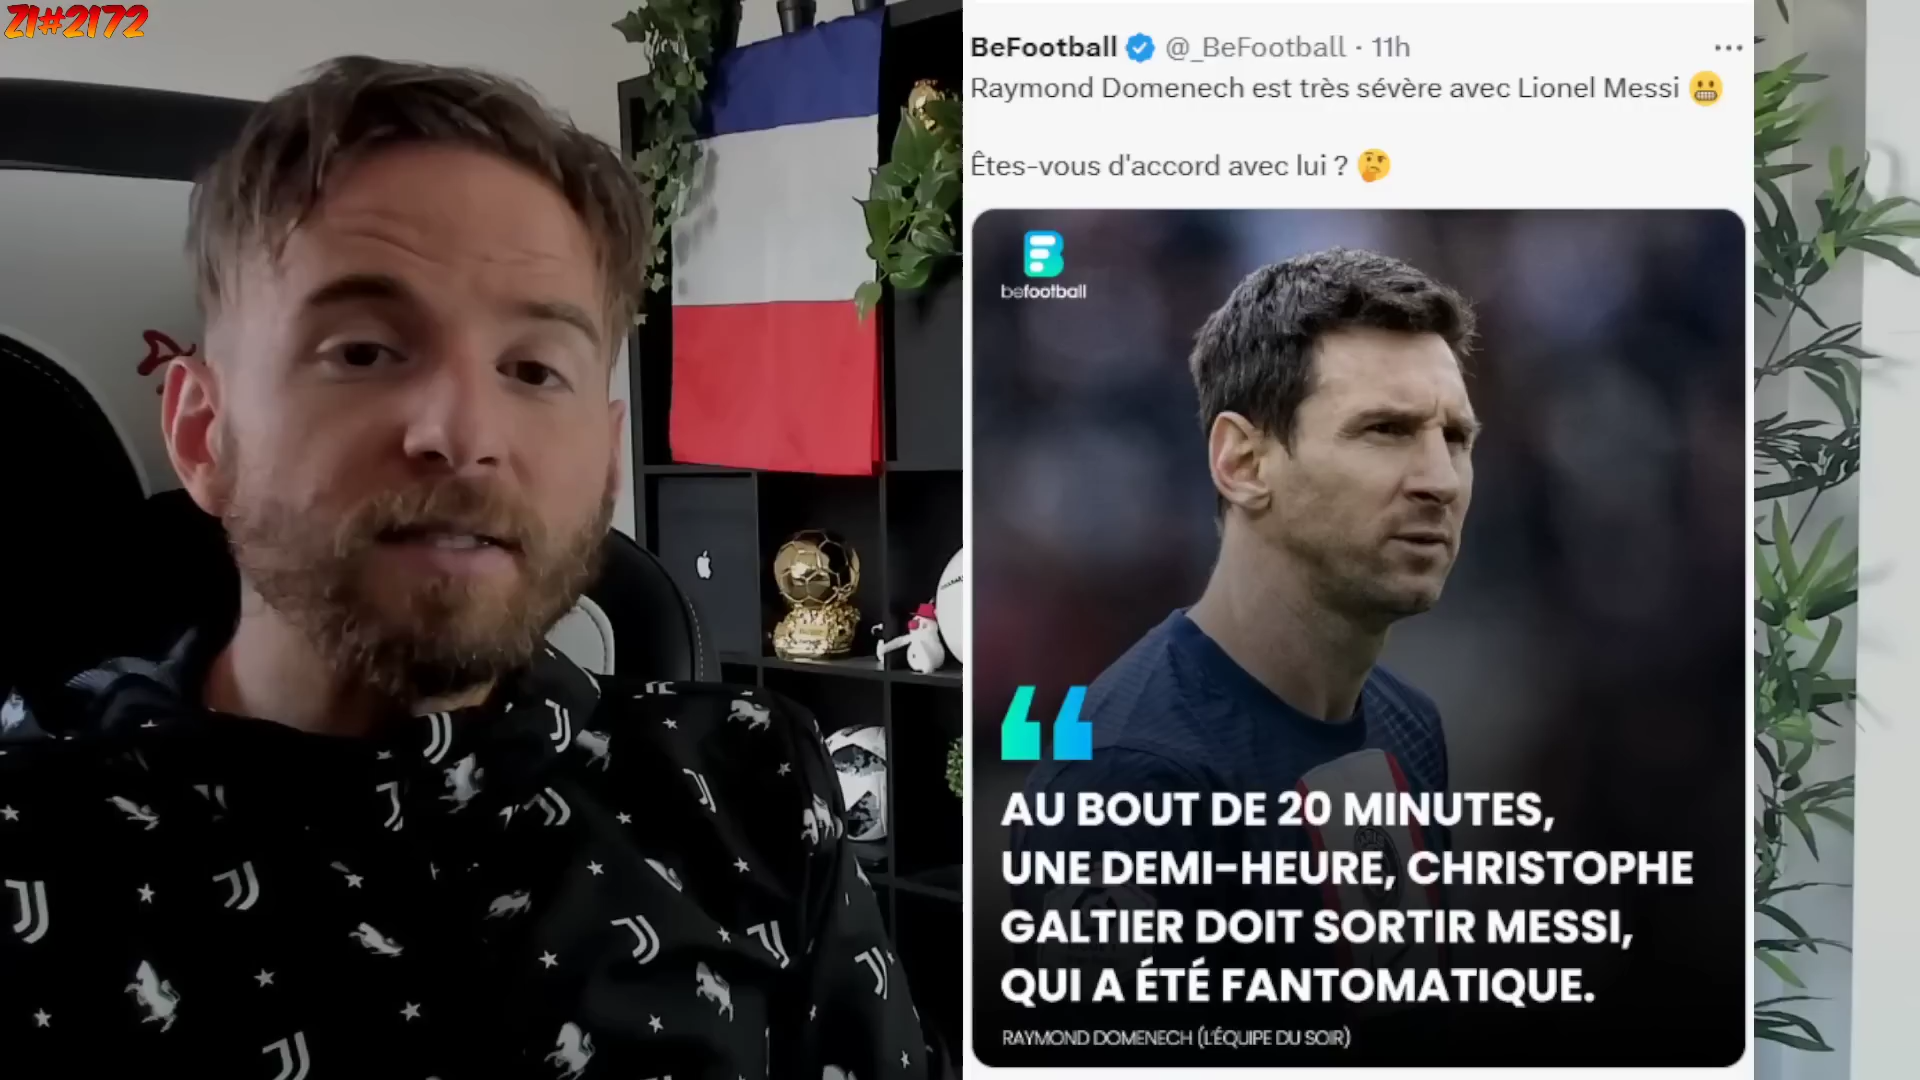 ZI#2172
BeFootball @_BeFootball · 11h
Raymond Domenech est très sévère avec Lionel Messi 😬
Êtes-vous d'accord avec lui ? 🤔
befootball
AU BOUT DE 20 MINUTES,
UNE DEMI-HEURE, CHRISTOPHE
GALTIER DOIT SORTIR MESSI,
QUI A ÉTÉ FANTOMATIQUE.
RAYMOND DOMENECH (L'ÉQUIPE DU SOIR)